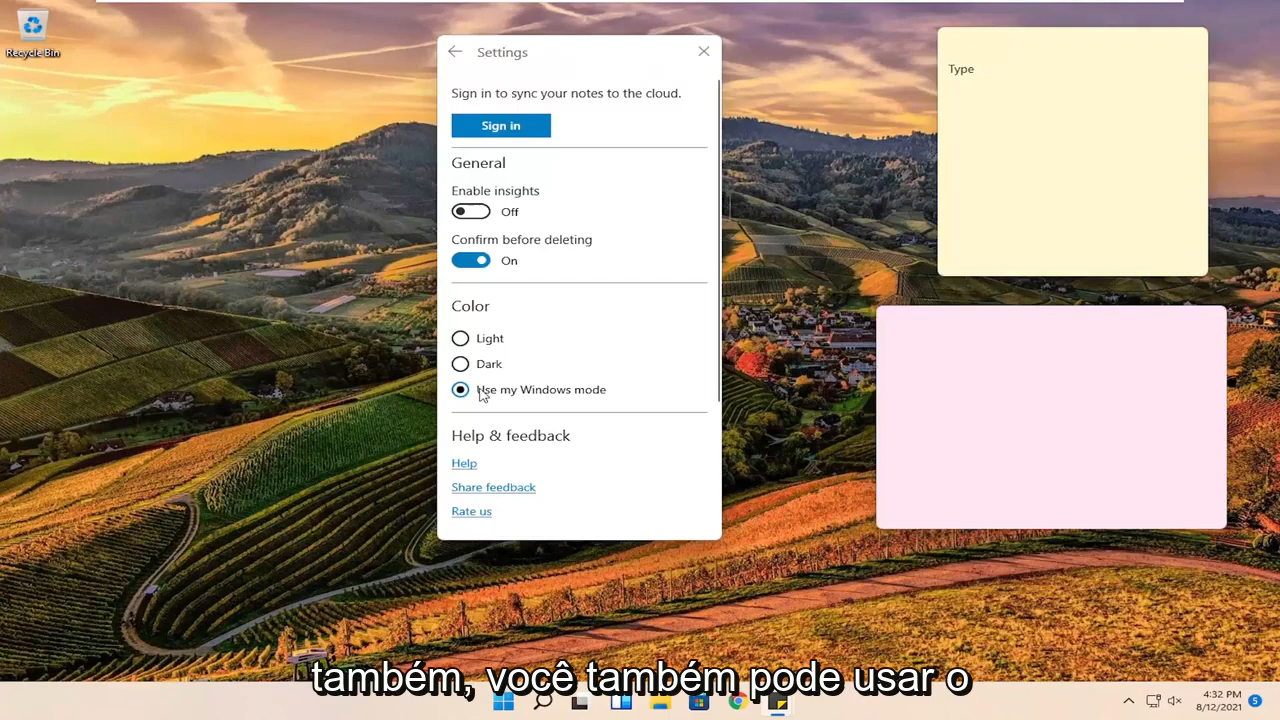 Recycle Bin
Settings
Sign in to sync your notes to the cloud.
Sign in
General
Enable insights
Off
Confirm before deleting
On
Color
Light
Dark
Use my Windows mode
Help & feedback
Help
Share feedback
Rate us
Type
também, você também pode usar o
4:32 PM
8/12/2021
5